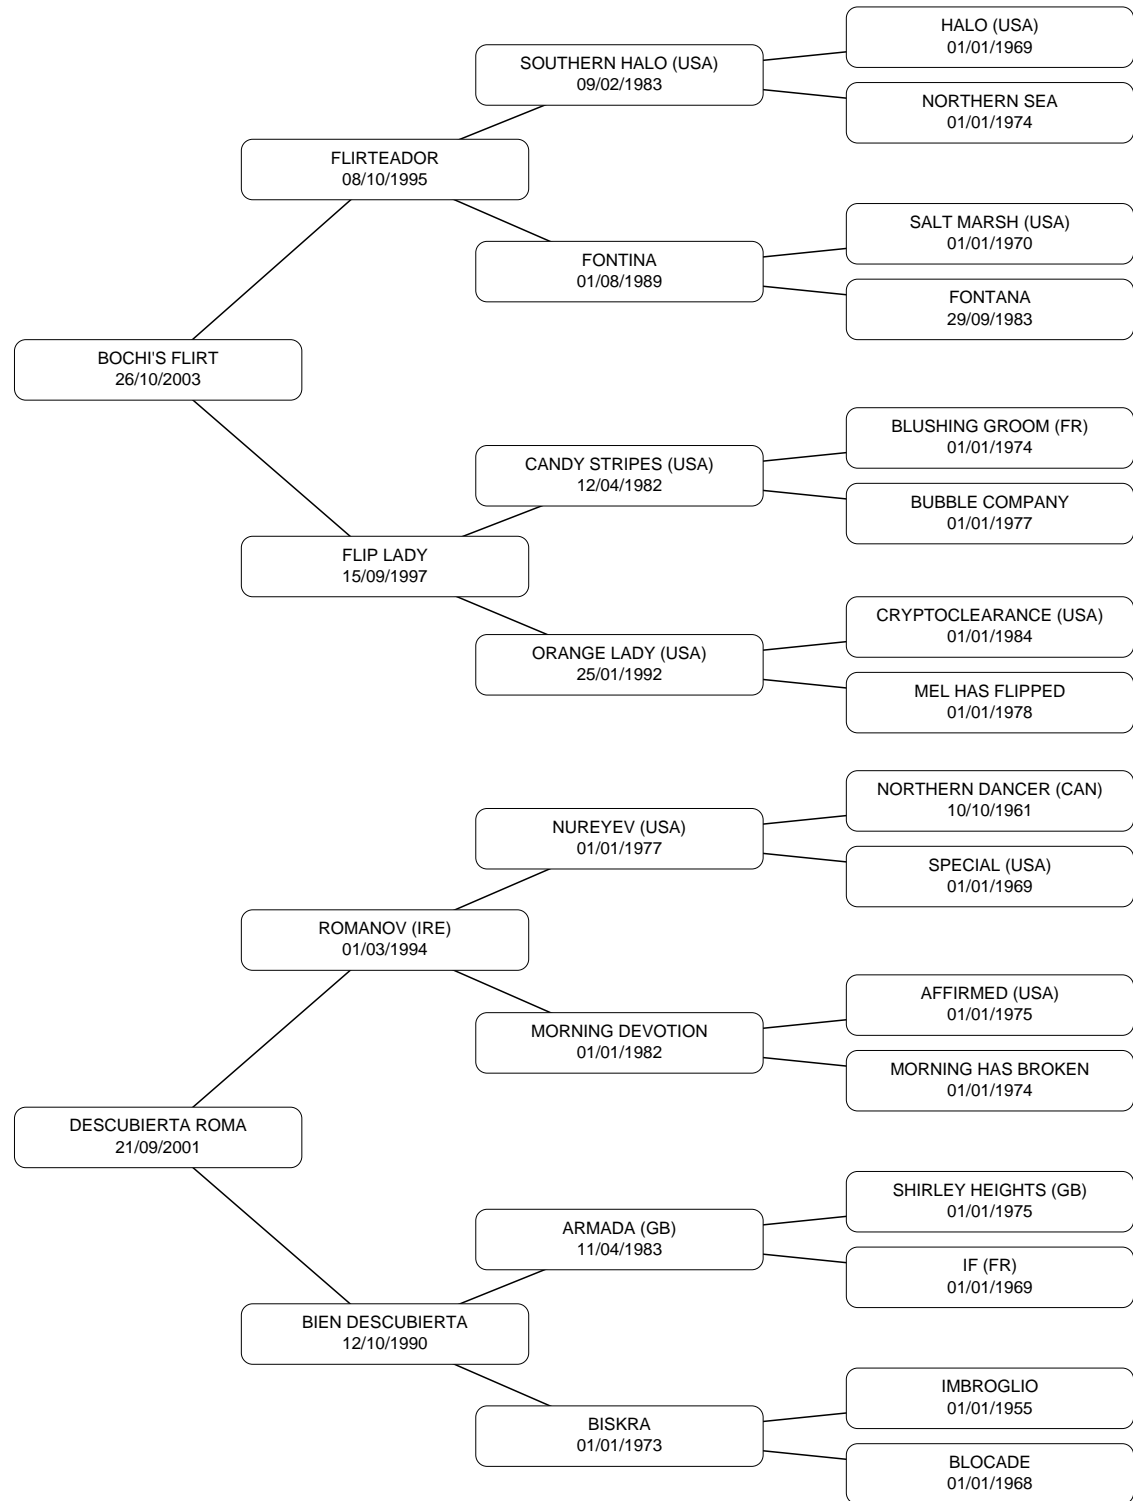 HALO (USA)
01/01/1969
SOUTHERN HALO (USA)
09/02/1983
NORTHERN SEA
01/01/1974
FLIRTEADOR
08/10/1995
SALT MARSH (USA)
01/01/1970
FONTINA
01/08/1989
FONTANA
29/09/1983
BOCHI'S FLIRT
26/10/2003
BLUSHING GROOM (FR)
01/01/1974
CANDY STRIPES (USA)
12/04/1982
BUBBLE COMPANY
01/01/1977
FLIP LADY
15/09/1997
CRYPTOCLEARANCE (USA)
01/01/1984
ORANGE LADY (USA)
25/01/1992
MEL HAS FLIPPED
01/01/1978
NORTHERN DANCER (CAN)
10/10/1961
NUREYEV (USA)
01/01/1977
SPECIAL (USA)
01/01/1969
ROMANOV (IRE)
01/03/1994
AFFIRMED (USA)
01/01/1975
MORNING DEVOTION
01/01/1982
MORNING HAS BROKEN
01/01/1974
DESCUBIERTA ROMA
21/09/2001
SHIRLEY HEIGHTS (GB)
01/01/1975
ARMADA (GB)
11/04/1983
IF (FR)
01/01/1969
BIEN DESCUBIERTA
12/10/1990
IMBROGLIO
01/01/1955
BISKRA
01/01/1973
BLOCADE
01/01/1968